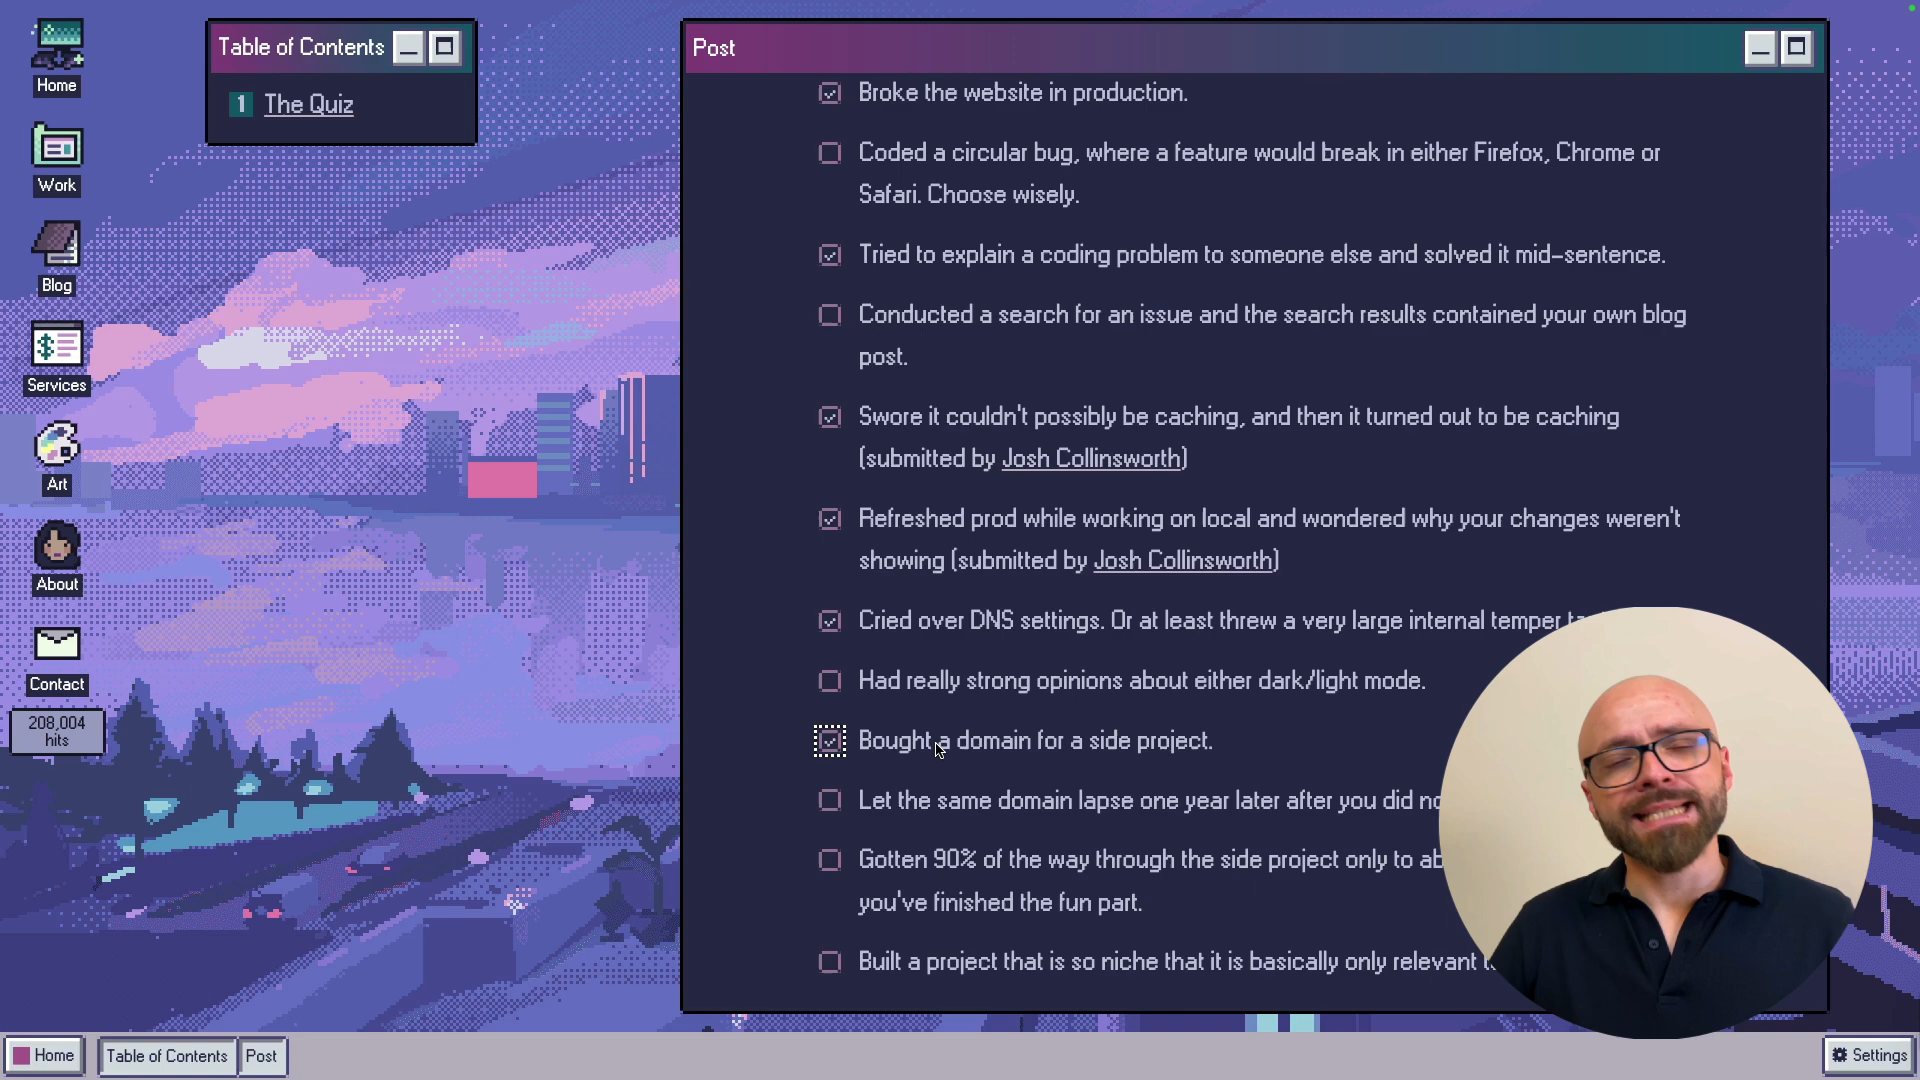 Home
Work
Blog
Services
Art
About
Contact
208,004
hits
Table of Contents
1 The Quiz
Post
Broke the website in production.
Coded a circular bug, where a feature would break in either Firefox, Chrome or
Safari. Choose wisely.
Tried to explain a coding problem to someone else and solved it mid-sentence.
Conducted a search for an issue and the search results contained your own blog
post.
Swore it couldn't possibly be caching, and then it turned out to be caching
(submitted by Josh Collinsworth)
Refreshed prod while working on local and wondered why your changes weren't
showing (submitted by Josh Collinsworth)
Cried over DNS settings. Or at least threw a very large internal temper
Had really strong opinions about either dark/light mode.
Bought a domain for a side project.
Let the same domain lapse one year later after you did
Gotten 90% of the way through the side project only to
you've finished the fun part.
Built a project that is so niche that it is basically only relevant
Home
Table of Contents
Post
Settings